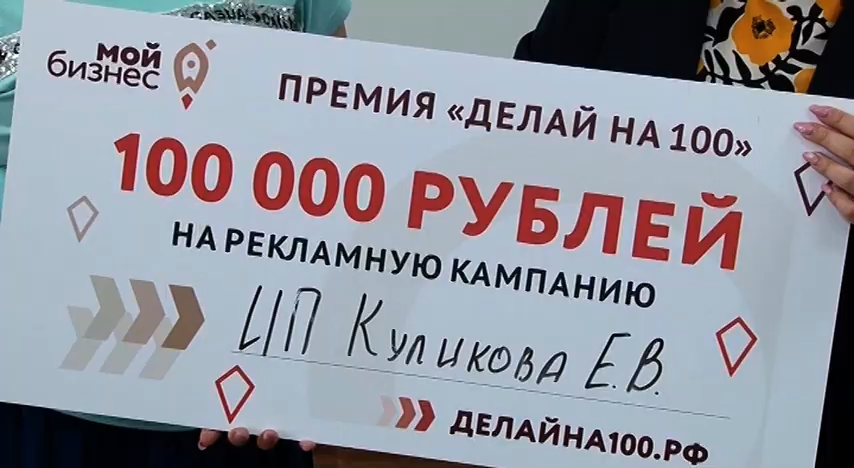 мой
бизнес
ПРЕМИЯ «ДЕЛАЙ НА 100»
100 000 РУБЛЕЙ
НА РЕКЛАМНУЮ КАМПАНИЮ
ИП Куликова Е.В.
ДЕЛАЙНА100.РФ